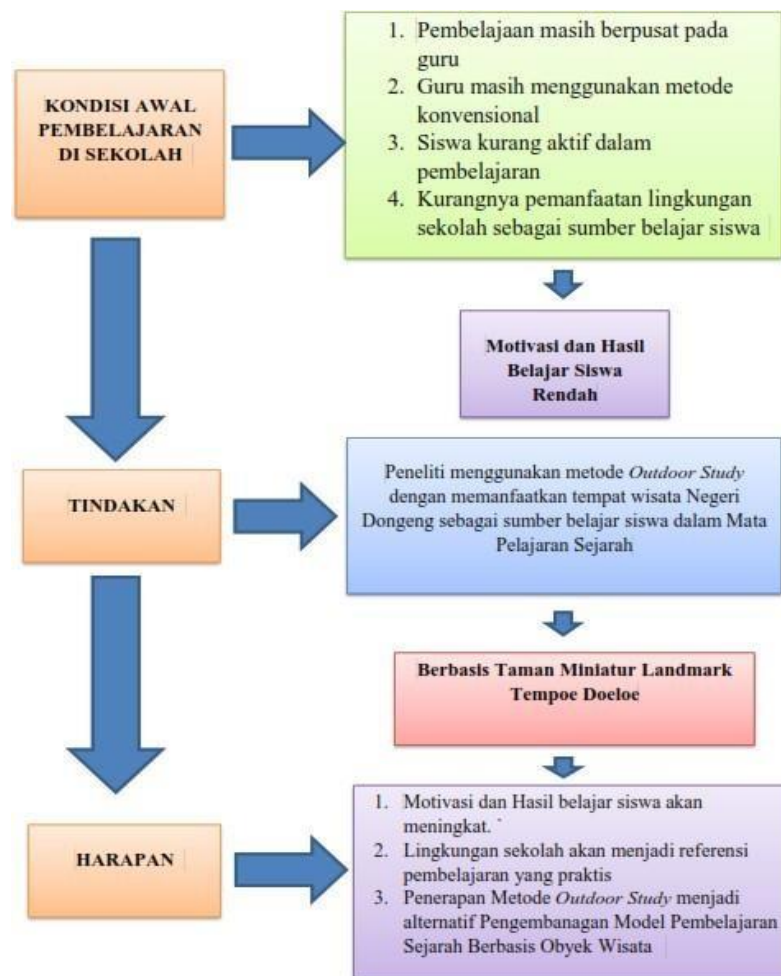 KONDISI AWAL
PEMBELAJARAN
DI SEKOLAH
1. Pembelajaan masih berpusat pada
guru
2. Guru masih menggunakan metode
konvensional
3. Siswa kurang aktif dalam
pembelajaran
4. Kurangnya pemanfaatan lingkungan
sekolah sebagai sumber belajar siswa
Motivasi dan Hasil
Belajar Siswa
Rendah
TINDAKAN
Peneliti menggunakan metode Outdoor Study
dengan memanfaatkan tempat wisata Negeri
Dongeng sebagai sumber belajar siswa dalam Mata
Pelajaran Sejarah
Berbasis Taman Miniatur Landmark
Tempoe Doeloe
HARAPAN
1. Motivasi dan Hasil belajar siswa akan
meningkat. `
2. Lingkungan sekolah akan menjadi referensi
pembelajaran yang praktis
3. Penerapan Metode Outdoor Study menjadi
alternatif Pengembanagan Model Pembelajaran
Sejarah Berbasis Obyek Wisata